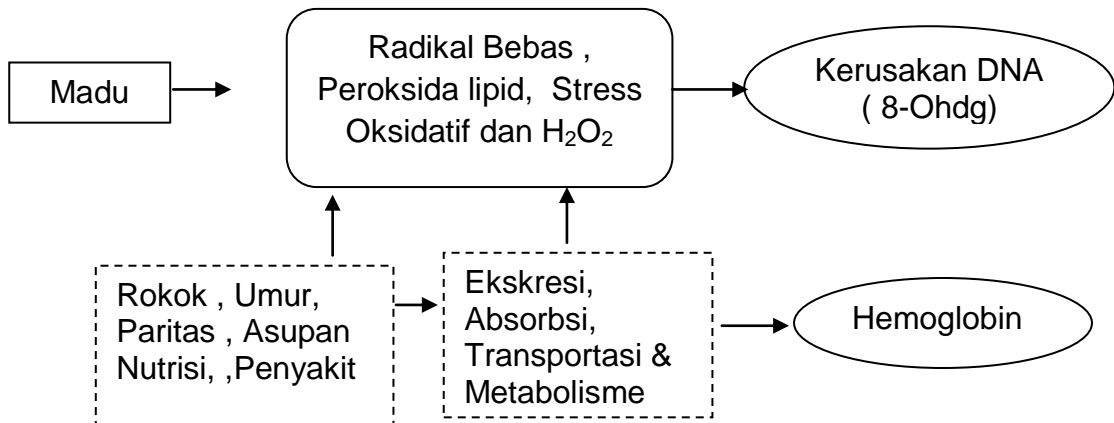 Madu
Radikal Bebas ,
Peroksida lipid,  Stress
Oksidatif dan H₂O₂
Kerusakan DNA
( 8-Ohdg)
Rokok , Umur,
Paritas , Asupan
Nutrisi, ,Penyakit
Ekskresi,
Absorbsi,
Transportasi &
Metabolisme
Hemoglobin